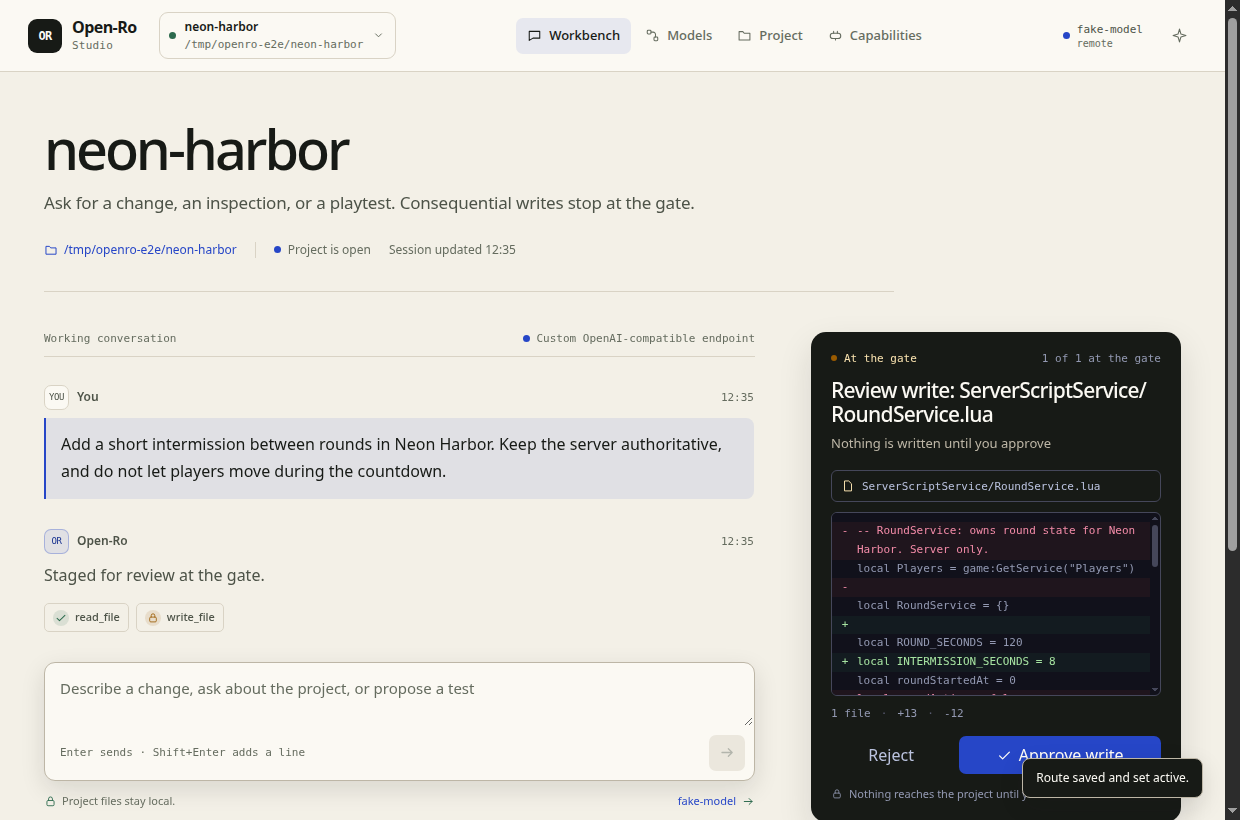 OR
Open-Ro
Studio
neon-harbor
/tmp/openro-e2e/neon-harbor
Workbench
Models
Project
Capabilities
fake-model
remote
neon-harbor
Ask for a change, an inspection, or a playtest. Consequential writes stop at the gate.
/tmp/openro-e2e/neon-harbor
Project is open
Session updated 12:35
Working conversation
Custom OpenAI-compatible endpoint
YOU
You
12:35
Add a short intermission between rounds in Neon Harbor. Keep the server authoritative,
and do not let players move during the countdown.
OR
Open-Ro
12:35
Staged for review at the gate.
read_file
write_file
Describe a change, ask about the project, or propose a test
Enter sends · Shift+Enter adds a line
Project files stay local.
fake-model
At the gate
1 of 1 at the gate
Review write: ServerScriptService/
RoundService.lua
Nothing is written until you approve
ServerScriptService/RoundService.lua
- -- RoundService: owns round state for Neon
Harbor. Server only.
local Players = game:GetService("Players")
-
local RoundService = {}
+
local ROUND_SECONDS = 120
+ local INTERMISSION_SECONDS = 8
local roundStartedAt = 0
1 file · +13 · -12
Reject
Approve write
Route saved and set active.
Nothing reaches the project until